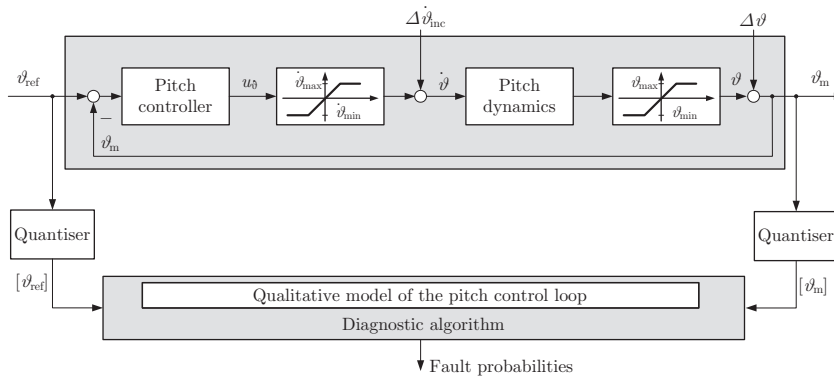 Δϑ̇inc
Δϑ
ϑref
Pitch
controller
uϑ̇
ϑ̇max
ϑ̇min
ϑ̇
Pitch
dynamics
ϑmax
ϑmin
ϑ
ϑm
−
ϑm
Quantiser
Quantiser
[ϑref]
[ϑm]
Qualitative model of the pitch control loop
Diagnostic algorithm
Fault probabilities